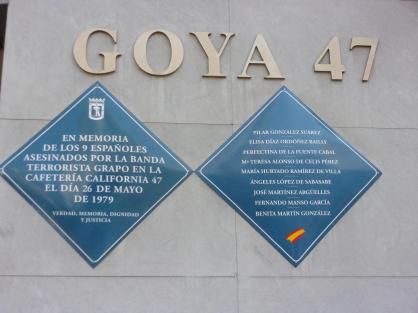 GOYA 47
EN MEMORIA
DE LOS 9 ESPAÑOLES
ASESINADOS POR LA BANDA
TERRORISTA GRAPO EN LA
CAFETERÍA CALIFORNIA 47
EL DÍA 26 DE MAYO
DE 1979
VERDAD, MEMORIA, DIGNIDAD
Y JUSTICIA
PILAR GONZÁLEZ SUÁREZ
ELISA DÍAZ ORDÓÑEZ BAILLY
PERFECTINA DE LA FUENTE CABAL
Mª TERESA ALONSO DE CELIS PÉREZ
MARÍA HURTADO RAMÍREZ DE VILLA
ÁNGELES LÓPEZ DE SABASABE
JOSÉ MARTÍNEZ ARGÜELLES
FERNANDO MANSO GARCÍA
BENITA MARTÍN GONZÁLEZ